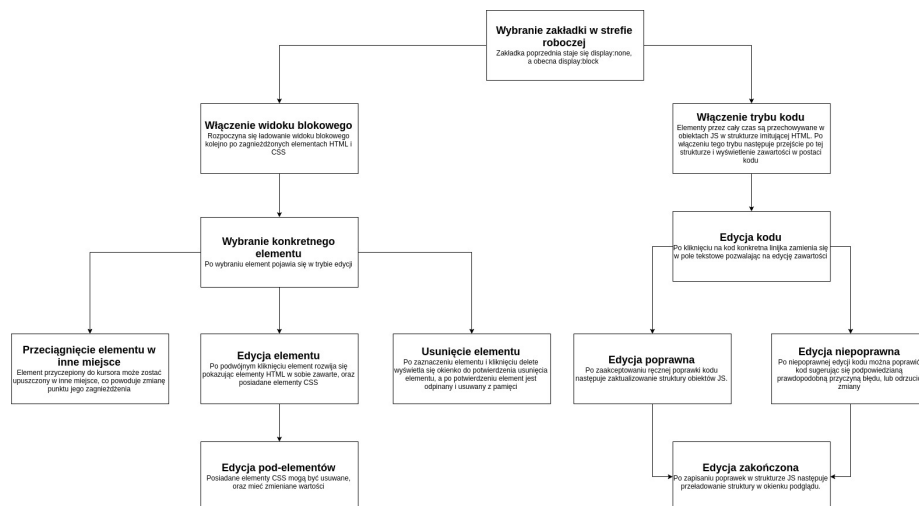 Wybranie zakładki w strefie
roboczej
Zakładka poprzednia staje się display:none,
a obecna display:block
Włączenie widoku blokowego
Rozpoczyna się ładowanie widoku blokowego
kolejno po zagnieżdżonych elementach HTML i
CSS
Włączenie trybu kodu
Elementy przez cały czas są przechowywane w
obiektach JS w strukturze imitującej HTML. Po
włączeniu tego trybu następuje przejście po tej
strukturze i wyświetlenie zawartości w postaci
kodu
Wybranie konkretnego
elementu
Po wybraniu element pojawia się w trybie edycji
Edycja kodu
Po kliknięciu na kod konkretna linijka zamienia się
w pole tekstowe pozwalając na edycję zawartości
Przeciągnięcie elementu w
inne miejsce
Element przyczepiony do kursora może zostać
upuszczony w inne miejsce, co powoduje zmianę
punktu jego zagnieżdżenia
Edycja elementu
Po podwójnym kliknięciu element rozwija się
pokazując elementy HTML w sobie zawarte, oraz
posiadane elementy CSS
Usunięcie elementu
Po zaznaczeniu elementu i kliknięciu delete
wyświetla się okienko do potwierdzenia usunięcia
elementu, a po potwierdzeniu element jest
odpinany i usuwany z pamięci
Edycja poprawna
Po zaakceptowaniu ręcznej poprawki kodu
następuje zaktualizowanie struktury obiektów JS.
Edycja niepoprawna
Po niepoprawnej edycji kodu można poprawić
kod sugerując się podpowiedzianą
prawdopodobną przyczyną błędu, lub odrzucić
zmiany
Edycja pod-elementów
Posiadane elementy CSS mogą być usuwane,
oraz mieć zmieniane wartości
Edycja zakończona
Po zapisaniu poprawek w strukturze JS następuje
przeładowanie struktury w okienku podglądu.